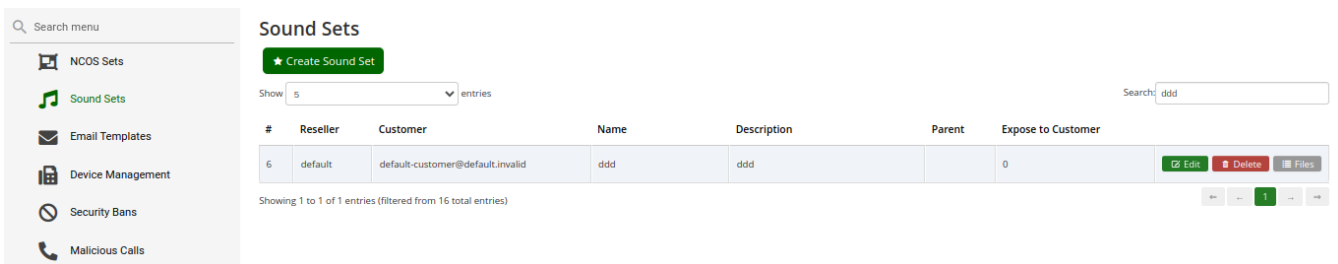 Search menu
NCOS Sets
Sound Sets
Email Templates
Device Management
Security Bans
Malicious Calls
Sound Sets
Create Sound Set
Show 5 entries
Search: ddd
# Reseller Customer Name Description Parent Expose to Customer
6 default default-customer@default.invalid ddd ddd 0 Edit Delete Files
Showing 1 to 1 of 1 entries (filtered from 16 total entries)
⇐ ← 1 → ⇒